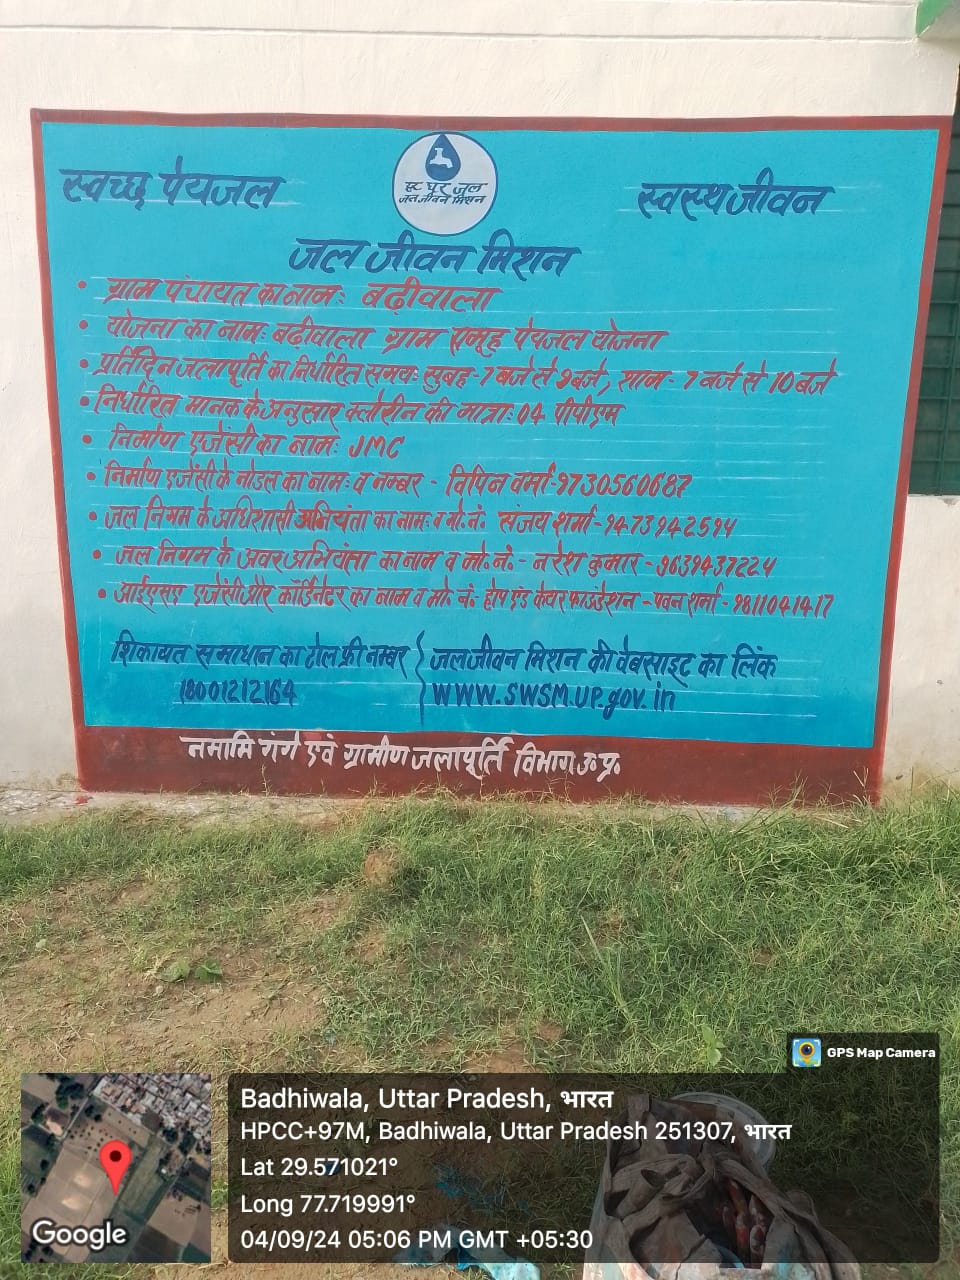 स्वच्छ पेयजल
हर घर जल
जल जीवन मिशन
स्वस्थ जीवन
जल जीवन मिशन
• ग्राम पंचायत का नामः बढ़ीवाला
• योजना का नामः बढ़ीवाला ग्राम समूह पेयजल योजना
• प्रतिदिन जलापूर्ति का निर्धारित समयः सुबह-7 बजे से 9 बजे, शाम-7 बजे से 10 बजे
• निर्धारित मानक के अनुसार क्लोरीन की मात्राः 04 पीपीएम
• निर्माण एजेंसी का नामः JMC
• निर्माण एजेंसी के नोडल का नामः व नम्बर - विपिन वर्मा-9730560687
• जल निगम के अधिशासी अभियंता का नामः व मो.नं. संजय शर्मा-9473942594
• जल निगम के अवर अभियंता का नाम व मो.नं.- नरेश कुमार-9639437224
• आईएसए एजेंसी और कॉर्डिनेटर का नाम व मो. नं: होप एंड केयर फाउंडेशन-पवन शर्मा-9811041417
शिकायत समाधान का टोल फ्री नम्बर
18001212164
जल जीवन मिशन की वेबसाइट का लिंक
www.swsm.up.gov.in
नमामि गंगे एवं ग्रामीण जलापूर्ति विभाग उ॰प्र॰
GPS Map Camera
Badhiwala, Uttar Pradesh, भारत
HPCC+97M, Badhiwala, Uttar Pradesh 251307, भारत
Lat 29.571021°
Long 77.719991°
04/09/24 05:06 PM GMT +05:30
Google